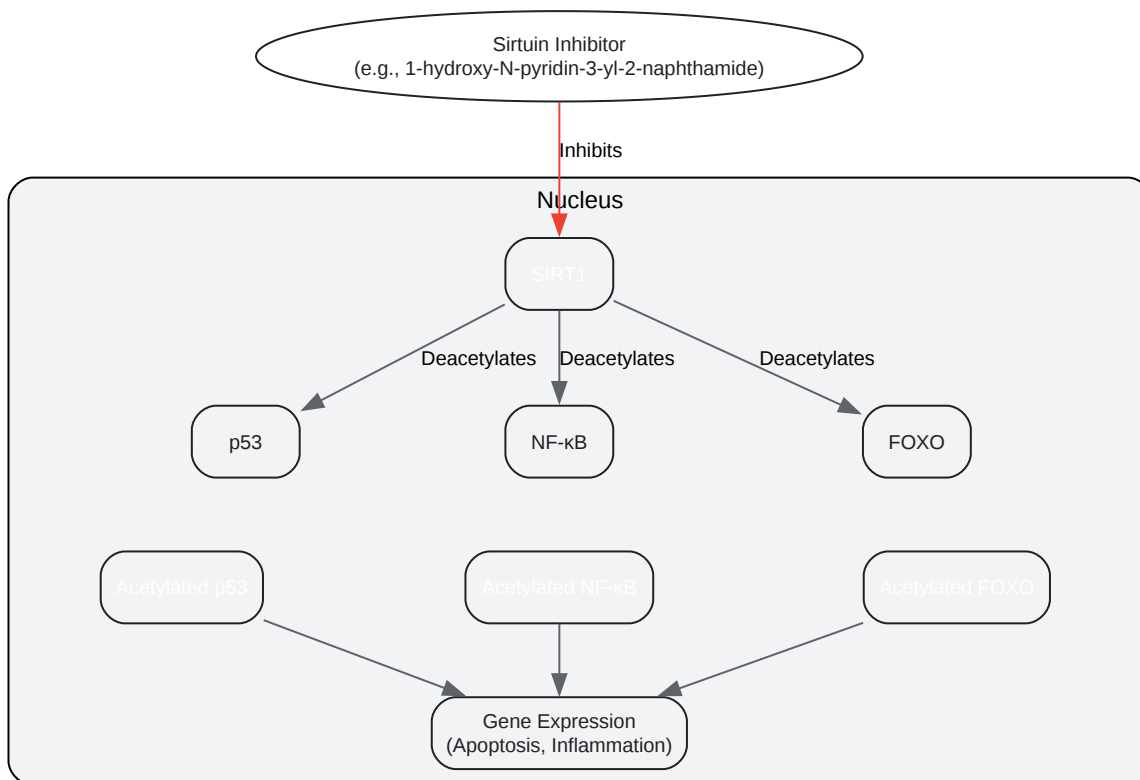 Sirtuin Inhibitor
(e.g., 1-hydroxy-N-pyridin-3-yl-2-naphthamide)
Inhibits
Nucleus
SIRT1
Deacetylates
Deacetylates
Deacetylates
p53
NF-κB
FOXO
Acetylated p53
Acetylated NF-κB
Acetylated FOXO
Gene Expression
(Apoptosis, Inflammation)